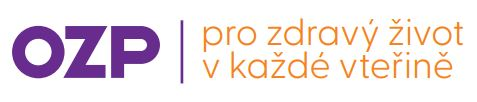 OZP
pro zdravý život
v každé vteřině